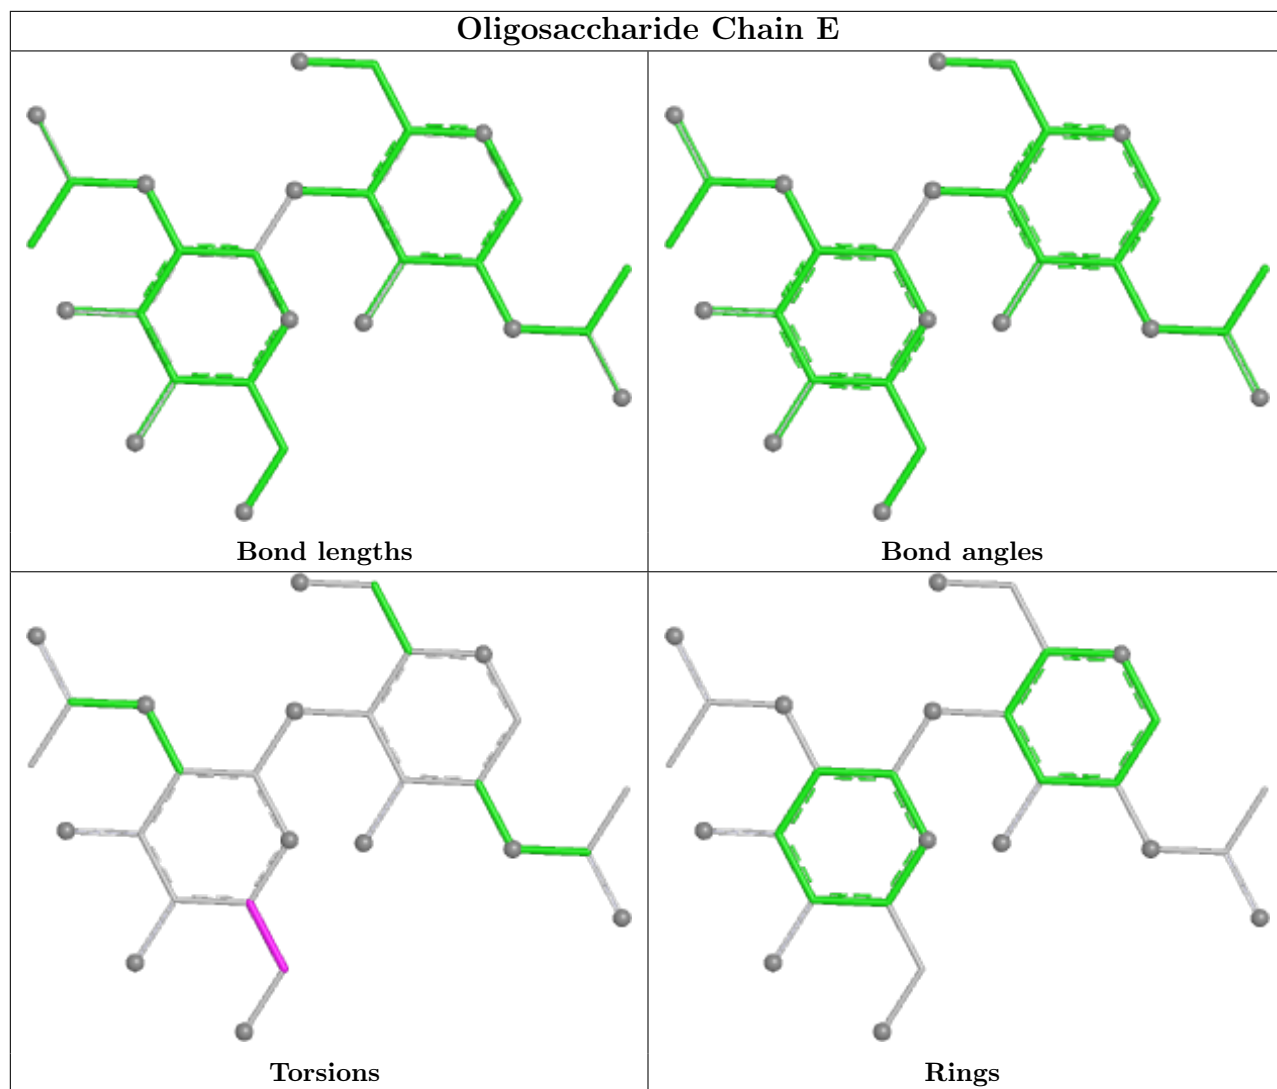 Oligosaccharide Chain E
Bond lengths
Bond angles
Torsions
Rings